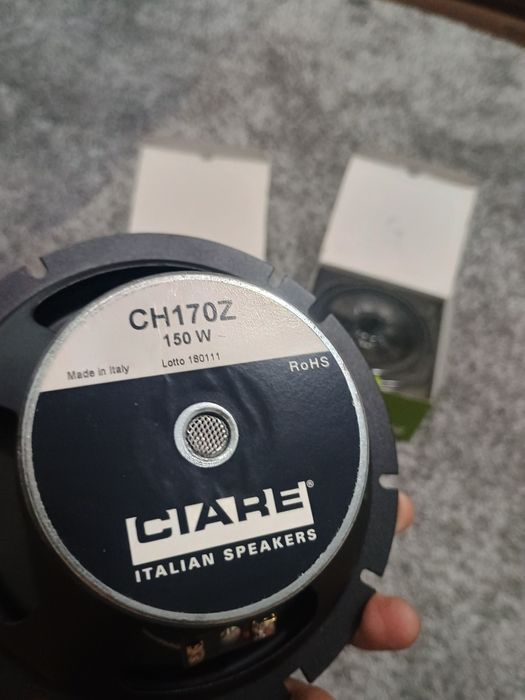 CH170Z
150 W
Made in Italy
Lotto 180111
RoHS
CIARE®
ITALIAN SPEAKERS